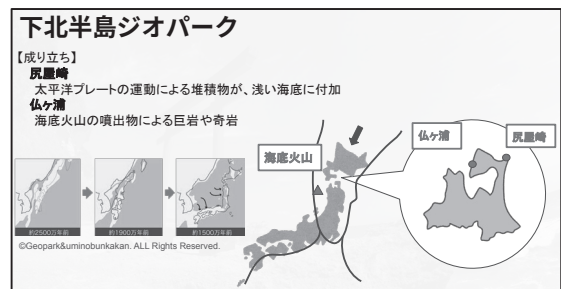 下北半島ジオパーク
【成り立ち】
尻屋崎
太平洋プレートの運動による堆積物が、浅い海底に付加
仏ヶ浦
海底火山の噴出物による巨岩や奇岩
約2500万年前
約1900万年前
約1500万年前
©Geopark&uminobunkakan. ALL Rights Reserved.
海底火山
仏ヶ浦
尻屋崎